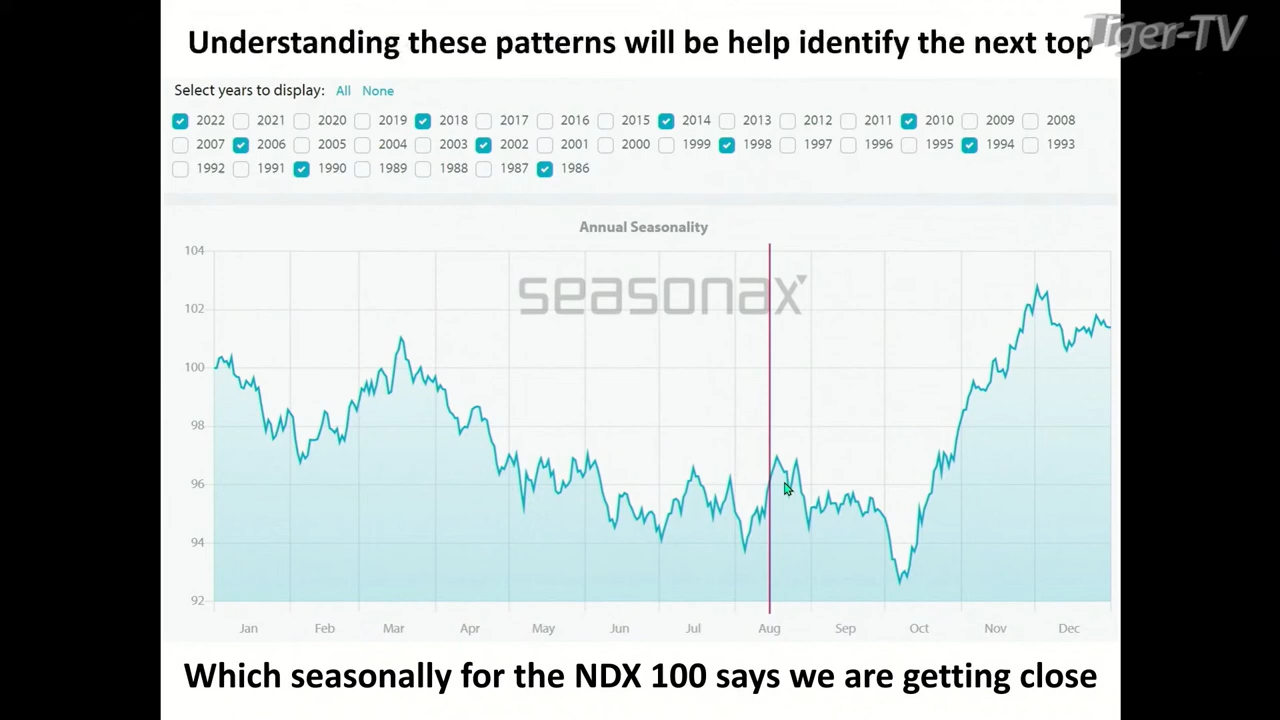 Tiger-TV
Understanding these patterns will be help identify the next top
Select years to display: All None
2022 2021 2020 2019 2018 2017 2016 2015 2014 2013 2012 2011 2010 2009 2008
2007 2006 2005 2004 2003 2002 2001 2000 1999 1998 1997 1996 1995 1994 1993
1992 1991 1990 1989 1988 1987 1986
Annual Seasonality
seasonax
104
102
100
98
96
94
92
Jan Feb Mar Apr May Jun Jul Aug Sep Oct Nov Dec
Which seasonally for the NDX 100 says we are getting close